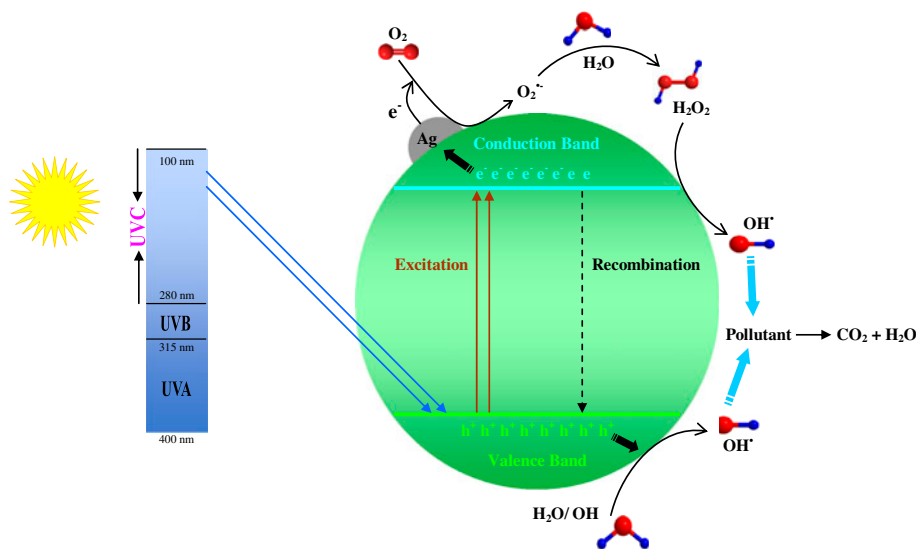 O₂
H₂O
O₂•-
H₂O₂
e-
Ag
Conduction Band
e- e- e- e- e- e e
100 nm
UVC
280 nm
UVB
315 nm
UVA
400 nm
Excitation
Recombination
OH•
Pollutant → CO₂ + H₂O
h+ h+ h+ h+ h+ h+ h+ h+
Valence Band
OH•
H₂O/ OH